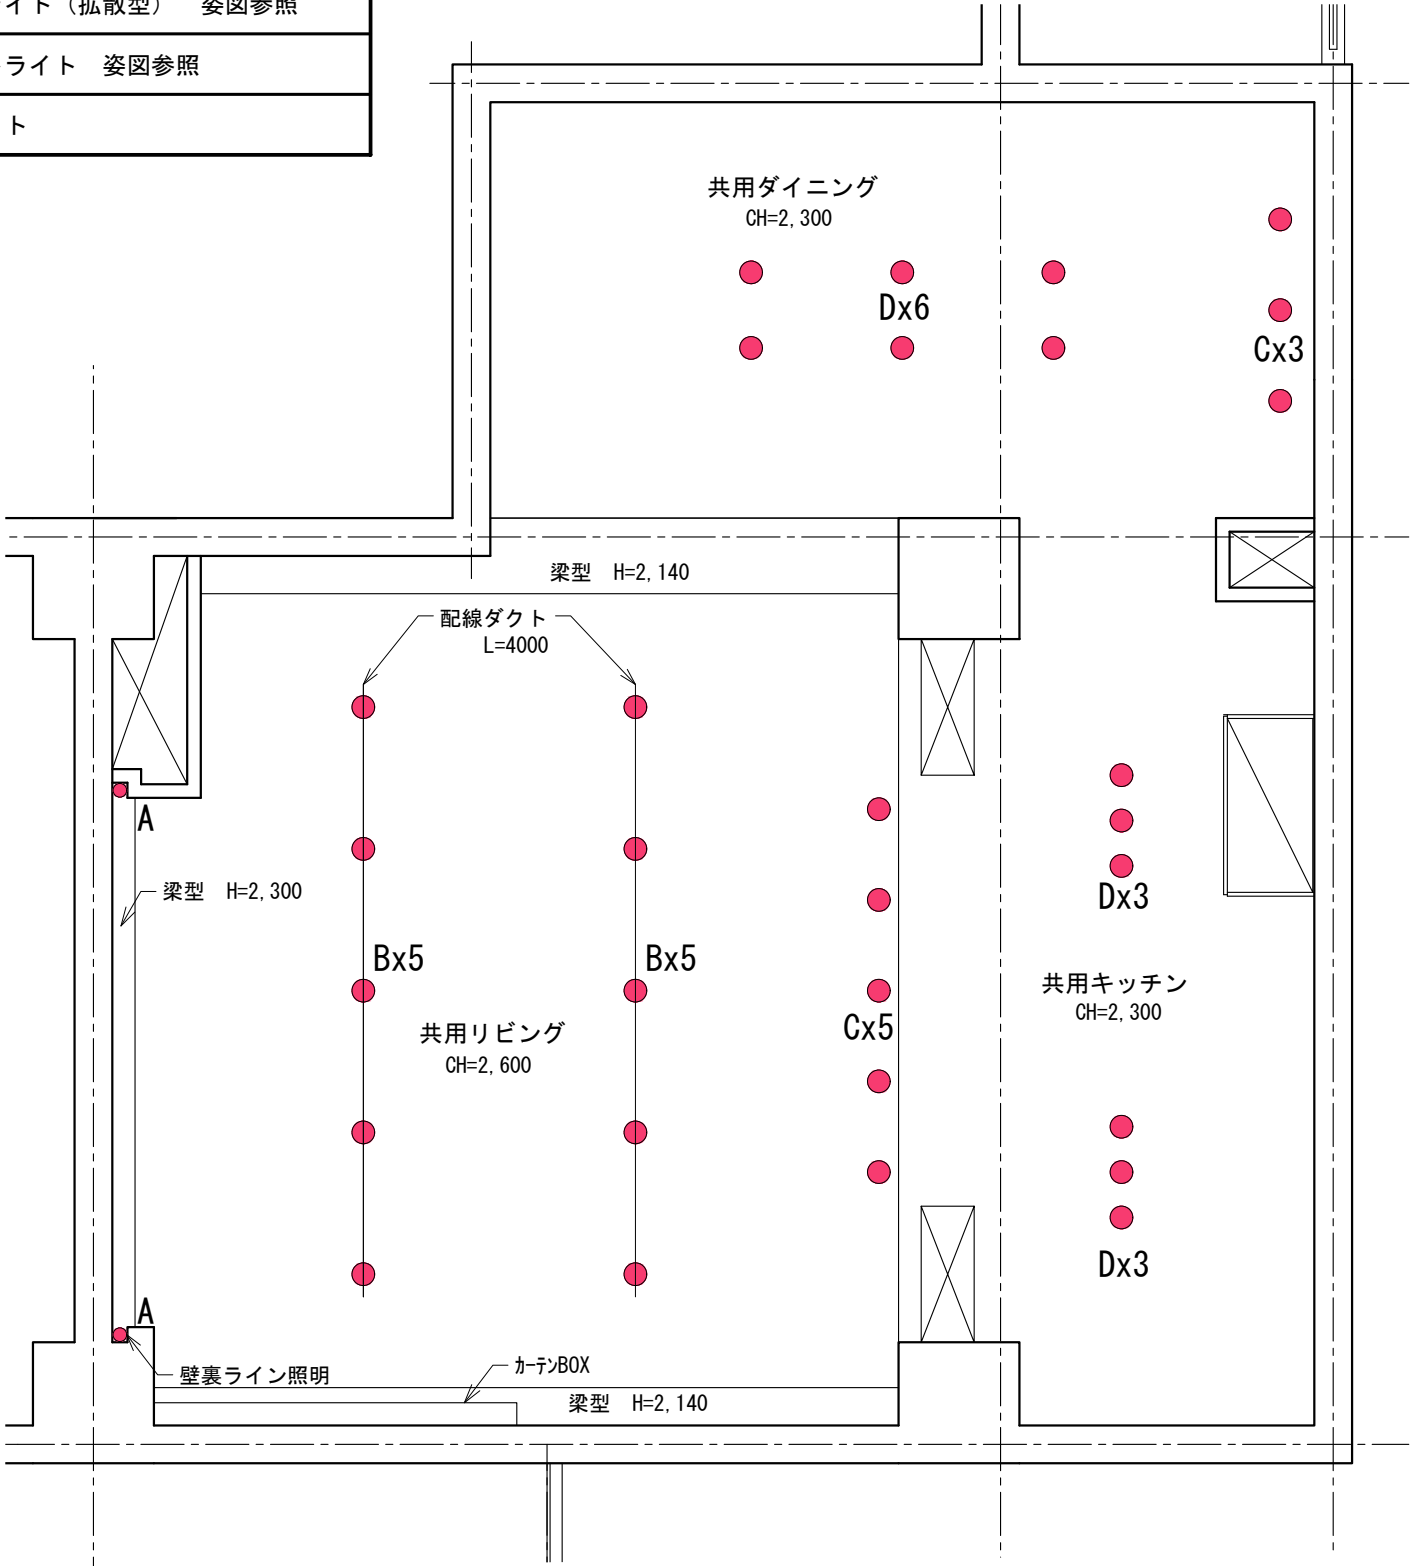 イト（拡散型）　姿図参照
ライト　姿図参照
ト
共用ダイニング
CH=2,300
Dx6
Cx3
梁型　H=2,140
配線ダクト
L=4000
A
梁型　H=2,300
Bx5
Bx5
共用リビング
CH=2,600
Cx5
Dx3
共用キッチン
CH=2,300
Dx3
A
壁裏ライン照明
カーテンBOX
梁型　H=2,140